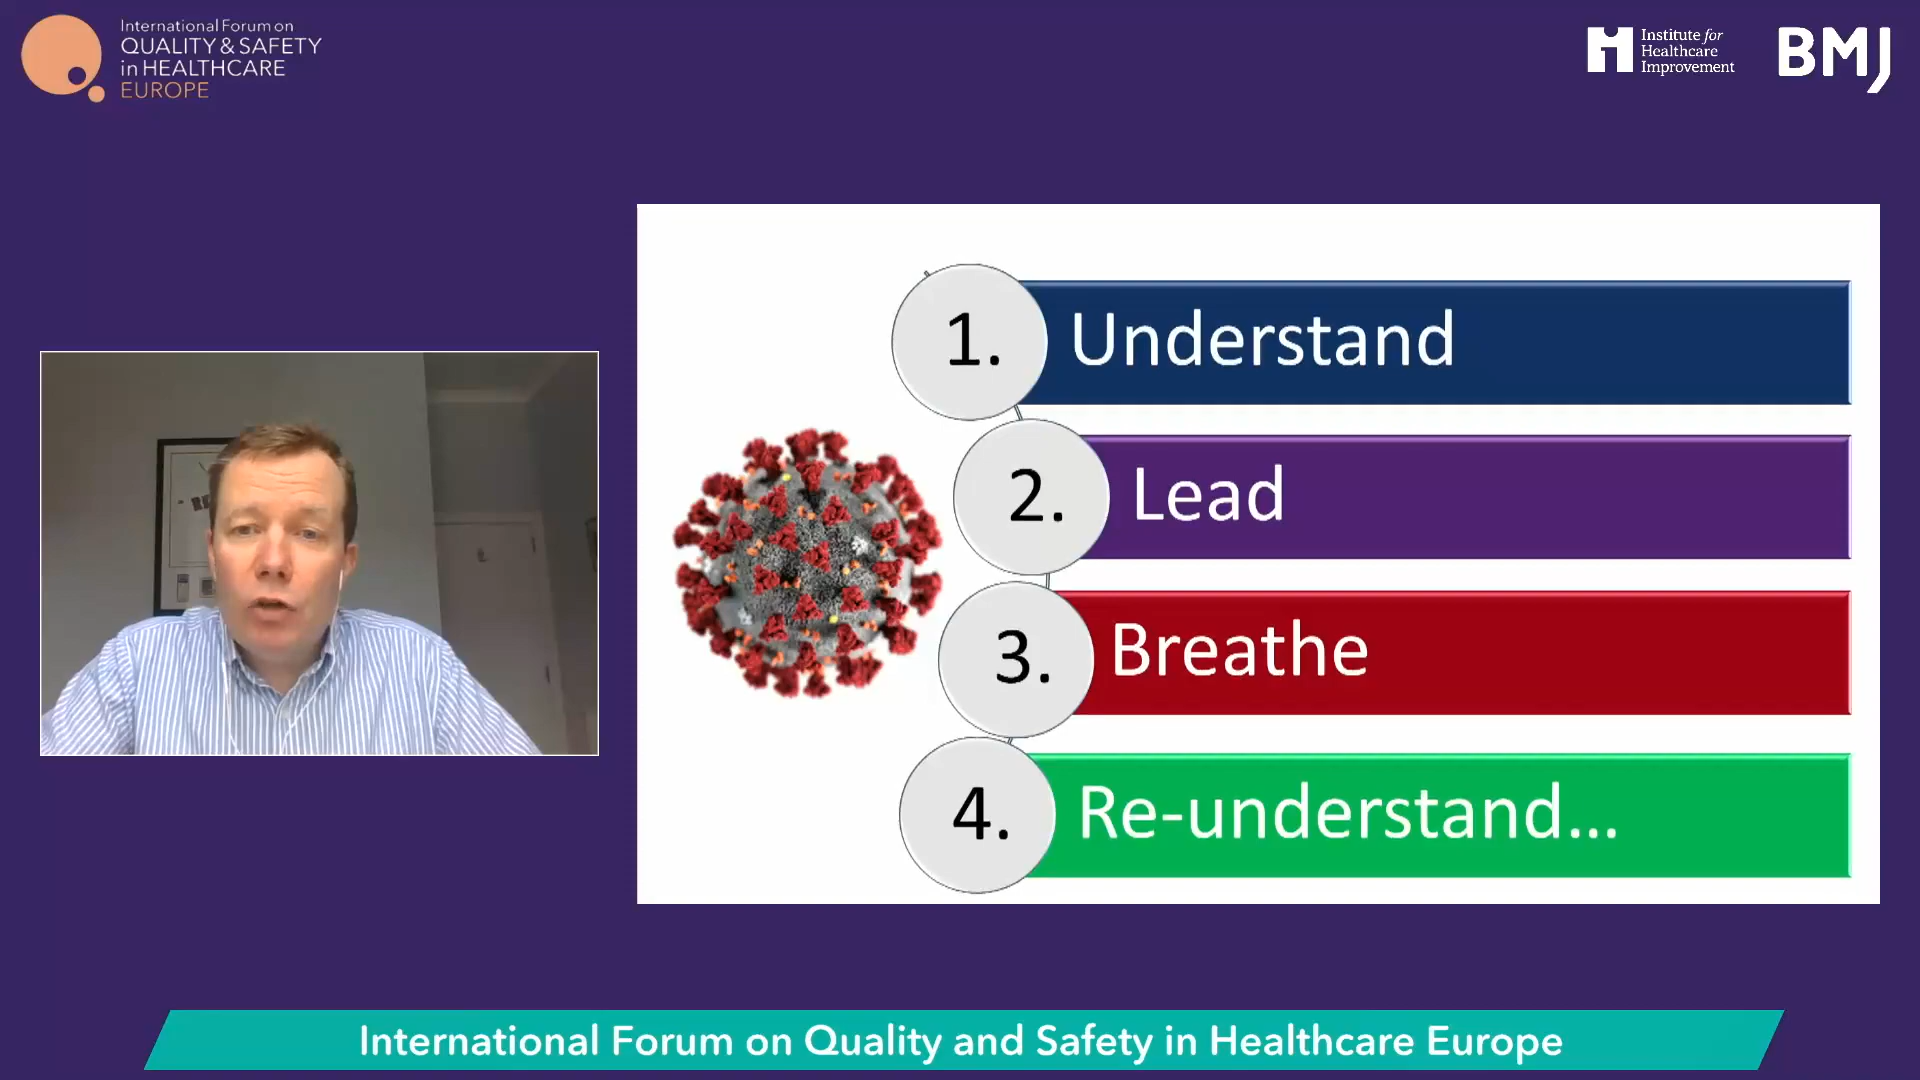 International Forum on
QUALITY & SAFETY
in HEALTHCARE
EUROPE
Institute for
Healthcare
Improvement
BMJ
1. Understand
2. Lead
3. Breathe
4. Re-understand...
International Forum on Quality and Safety in Healthcare Europe